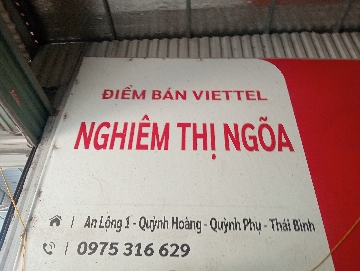 ĐIỂM BÁN VIETTEL
NGHIÊM THỊ NGÕA
An Lộng 1 - Quỳnh Hoàng - Quỳnh Phụ - Thái Bình
0975 316 629